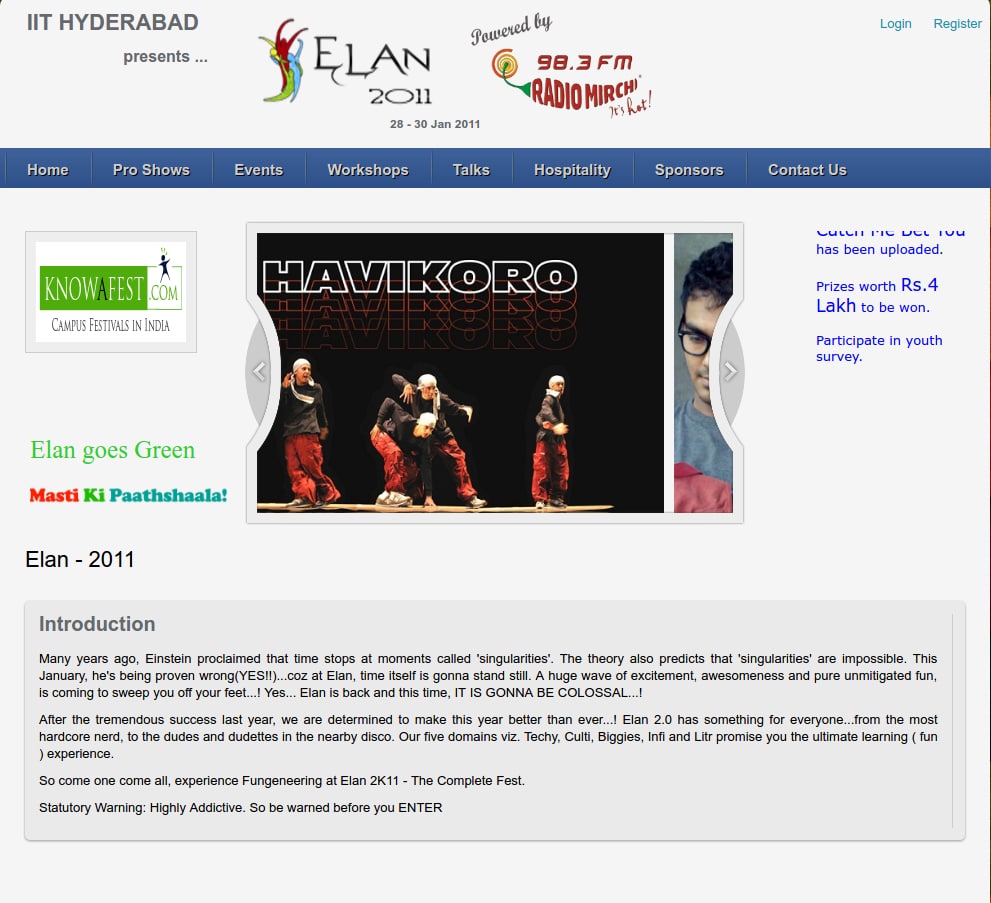 IIT HYDERABAD
presents ...
ELAN
2011
28 - 30 Jan 2011
Powered by
98.3 FM
RADIO MIRCHI
it's hot!
Login Register
Home Pro Shows Events Workshops Talks Hospitality Sponsors Contact Us
KNOWAFEST.COM
CAMPUS FESTIVALS IN INDIA
Elan goes Green
Masti Ki Paathshaala!
HAVIKORO
HAVIKORO
HAVIKORO
HAVIKORO
Catch Me Bet You
has been uploaded.
Prizes worth Rs.4
Lakh to be won.
Participate in youth
survey.
Elan - 2011
Introduction
Many years ago, Einstein proclaimed that time stops at moments called 'singularities'. The theory also predicts that 'singularities' are impossible. This
January, he's being proven wrong(YES!!)...coz at Elan, time itself is gonna stand still. A huge wave of excitement, awesomeness and pure unmitigated fun,
is coming to sweep you off your feet...! Yes... Elan is back and this time, IT IS GONNA BE COLOSSAL...!
After the tremendous success last year, we are determined to make this year better than ever...! Elan 2.0 has something for everyone...from the most
hardcore nerd, to the dudes and dudettes in the nearby disco. Our five domains viz. Techy, Culti, Biggies, Infi and Litr promise you the ultimate learning ( fun
) experience.
So come one come all, experience Fungeneering at Elan 2K11 - The Complete Fest.
Statutory Warning: Highly Addictive. So be warned before you ENTER